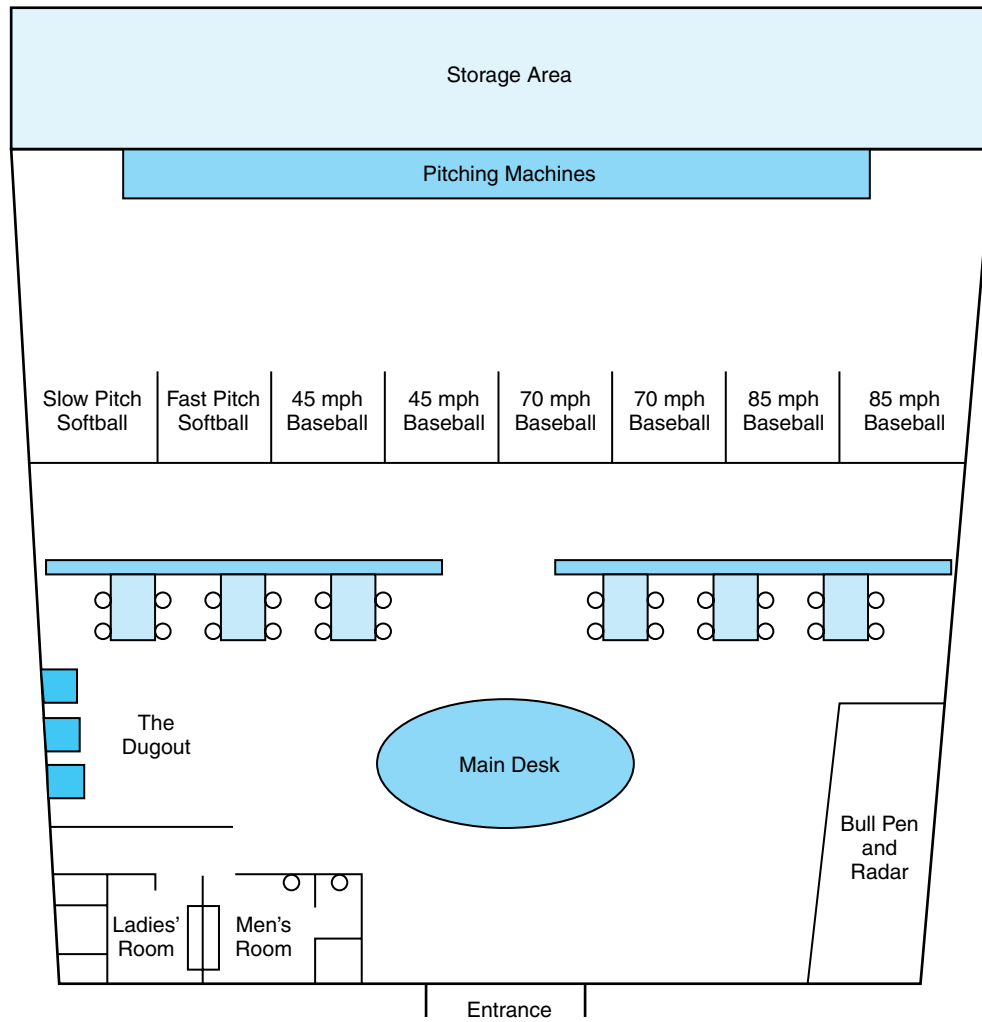 Storage Area
Pitching Machines
Slow Pitch
Softball
Fast Pitch
Softball
45 mph
Baseball
45 mph
Baseball
70 mph
Baseball
70 mph
Baseball
85 mph
Baseball
85 mph
Baseball
The
Dugout
Main Desk
Bull Pen
and
Radar
Ladies’
Room
Men’s
Room
Entrance